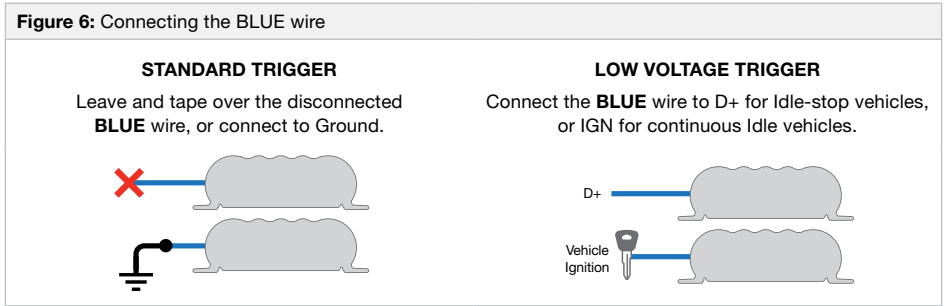 Figure 6: Connecting the BLUE wire
STANDARD TRIGGER
Leave and tape over the disconnected
BLUE wire, or connect to Ground.
LOW VOLTAGE TRIGGER
Connect the BLUE wire to D+ for Idle-stop vehicles,
or IGN for continuous Idle vehicles.
D+
Vehicle
Ignition